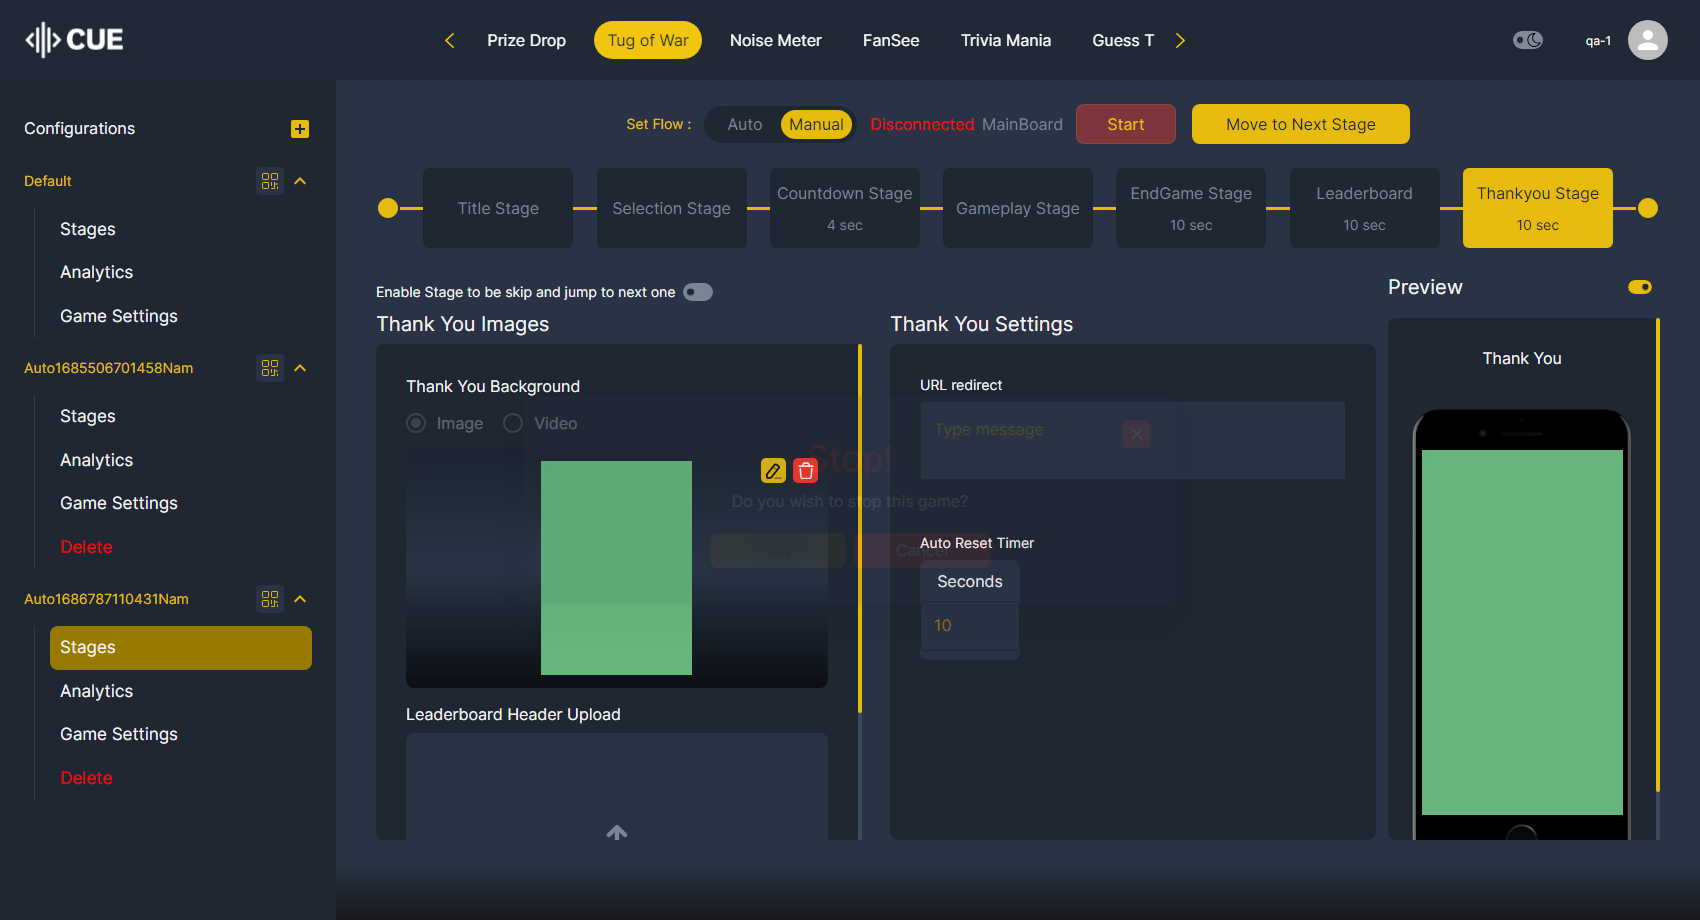 CUE
Prize Drop
Tug of War
Noise Meter
FanSee
Trivia Mania
Guess T
qa-1
Configurations
Default
Stages
Analytics
Game Settings
Auto1685506701458Nam
Stages
Analytics
Game Settings
Delete
Auto1686787110431Nam
Stages
Analytics
Game Settings
Delete
Set Flow :
Auto
Manual
Disconnected MainBoard
Start
Move to Next Stage
Title Stage
Selection Stage
Countdown Stage
4 sec
Gameplay Stage
EndGame Stage
10 sec
Leaderboard
10 sec
Thankyou Stage
10 sec
Enable Stage to be skip and jump to next one
Thank You Images
Thank You Background
Image
Video
Leaderboard Header Upload
Thank You Settings
URL redirect
Type message
Auto Reset Timer
Seconds
10
Stop!
Do you wish to stop this game?
Stop
Cancel
Preview
Thank You